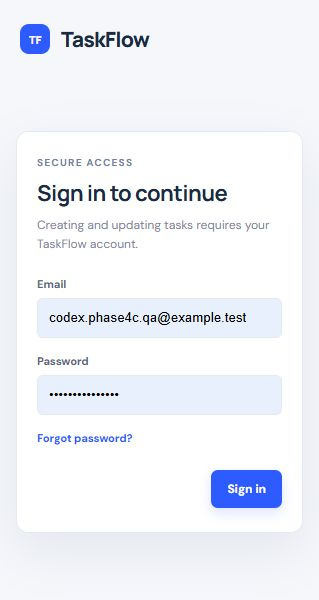 TF TaskFlow
SECURE ACCESS
Sign in to continue
Creating and updating tasks requires your
TaskFlow account.
Email
codex.phase4c.qa@example.test
Password
•••••••••••••••
Forgot password?
Sign in